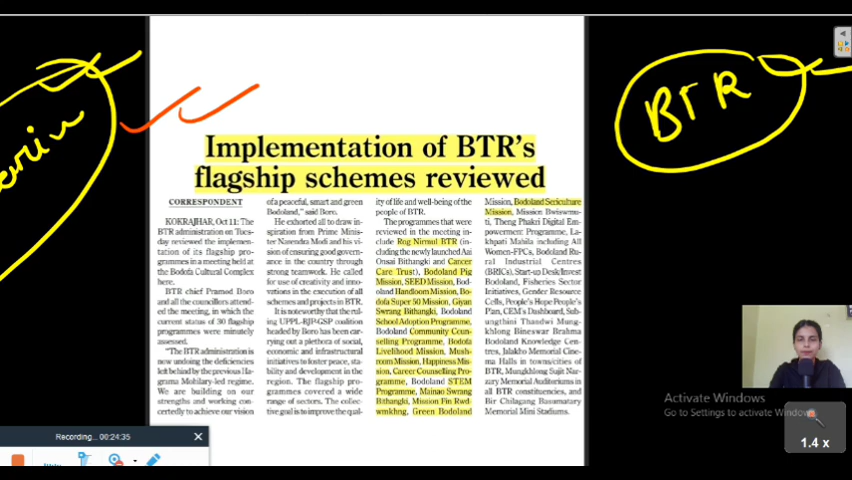 BTR
Implementation of BTR's
flagship schemes reviewed
CORRESPONDENT
KOKRAJHAR, Oct 11: The
BTR administration on Tues-
day reviewed the implemen-
tation of its flagship pro-
grammes in a meeting held at
the Bodofa Cultural Complex
here.
BTR chief Pramod Boro
and all the councillors attend-
ed the meeting, in which the
current status of 30 flagship
programmes were minutely
assessed.
"The BTR administration is
now undoing the deficiencies
left behind by the previous Ha-
grama Mohilary-led regime.
We are building on our
strengths and working con-
certedly to achieve our vision
of a peaceful, smart and green
Bodoland," said Boro.
He exhorted all to draw in-
spiration from Prime Minis-
ter Narendra Modi and his vi-
sion of ensuring good govern-
ance in the country through
strong teamwork. He called
for use of creativity and inno-
vations in the execution of all
schemes and projects in BTR.
It is noteworthy that the rul-
ing UPPL-BJP-GSP coalition
headed by Boro has been car-
rying out a plethora of social,
economic and infrastructural
initiatives to foster peace, sta-
bility and development in the
region. The flagship pro-
grammes covered a wide
range of sectors. The collec-
tive goal is to improve the qual-
ity of life and well-being of the
people of BTR.
The programmes that were
reviewed in the meeting in-
clude Rog Nirmul BTR (in-
cluding the newly launched Aai
Onsai Bithangki and Cancer
Care Trust), Bodoland Pig
Mission, SEED Mission, Bod-
oland Handloom Mission, Bo-
dofa Super 50 Mission, Giyan
Swrang Bithangki, Bodoland
School Adoption Programme,
Bodoland Community Coun-
selling Programme, Bodofa
Livelihood Mission, Mush-
room Mission, Happiness Mis-
sion, Career Counselling Pro-
gramme, Bodoland STEM
Programme, Mainao Swrang
Bithangki, Mission Fin Rwd-
wmkhng, Green Bodoland
Mission, Bodoland Sericulture
Mission, Mission Bwiswmu-
ti, Theng Phakri Digital Em-
powerment Programme, La-
khpati Mahila including All
Women-FPCs, Bodoland Ru-
ral Industrial Centres
(BRICs), Start-up Desk/Invest
Bodoland, Fisheries Sector
Initiatives, Gender Resource
Cells, People's Hope People's
Plan, CEM's Dashboard, Su-
bungthini Thandwi Mung-
khlong Bineswar Brahma
Bodoland Knowledge Cen-
tres, Jalakho Memorial Cine-
ma Halls in towns/cities of
BTR, Mungkhlong Sujit Nar-
zary Memorial Auditoriums in
all BTR constituencies, and
Bir Chilagang Basumatary
Memorial Mini Stadiums.
Activate Windows
Go to Settings to activate Windows.
Recording... 00:24:35
1.4 x